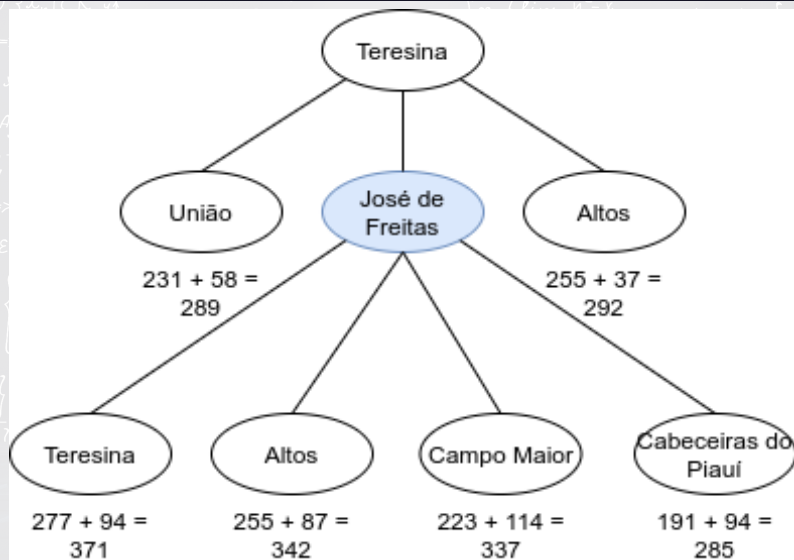 Teresina
União
José de
Freitas
Altos
231 + 58 =
289
255 + 37 =
292
Teresina
Altos
Campo Maior
Cabeceiras do
Piauí
277 + 94 =
371
255 + 87 =
342
223 + 114 =
337
191 + 94 =
285